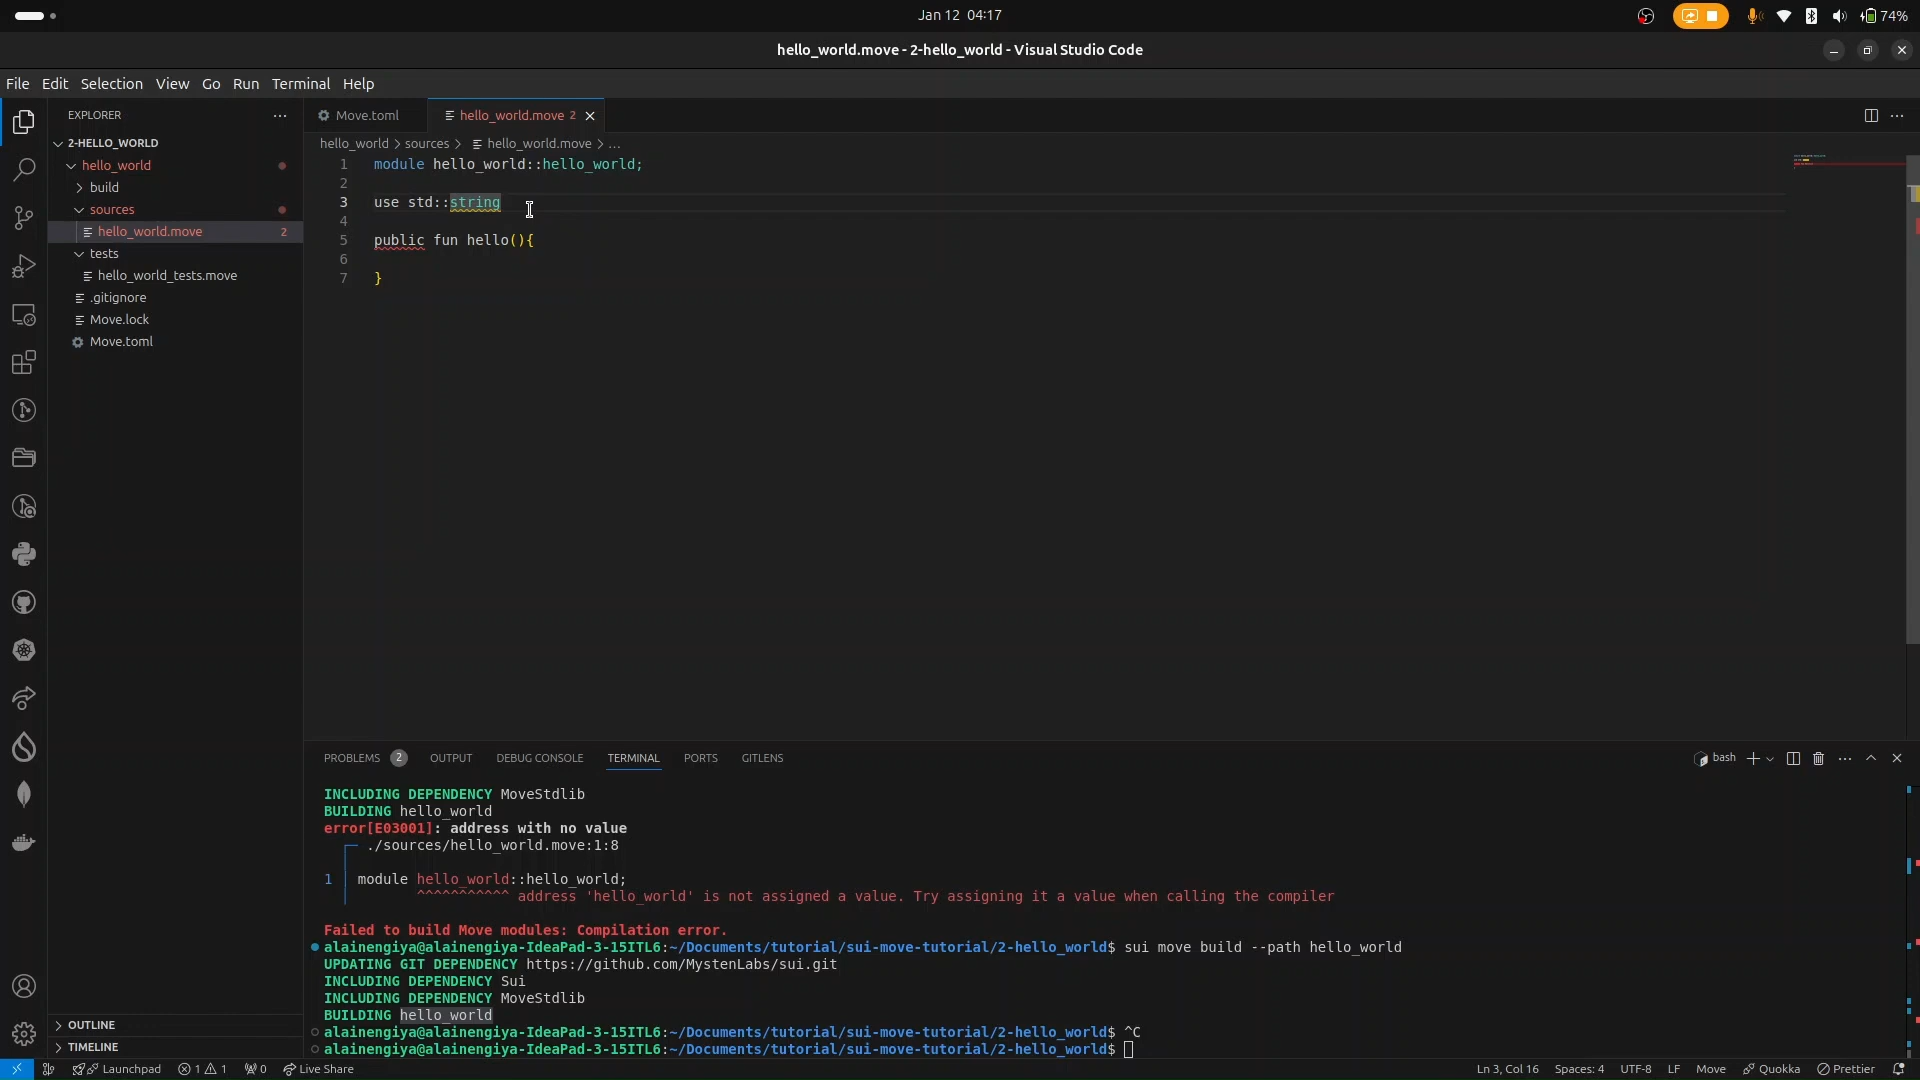 Jan 12 04:17
74%
hello_world.move - 2-hello_world - Visual Studio Code
File Edit Selection View Go Run Terminal Help
EXPLORER
2-HELLO_WORLD
hello_world
build
sources
hello_world.move 2
tests
hello_world_tests.move
.gitignore
Move.lock
Move.toml
OUTLINE
TIMELINE
Move.toml
hello_world.move 2
hello_world > sources > hello_world.move > ...
1 module hello_world::hello_world;
2
3 use std::string
4
5 public fun hello(){
6
7 }
PROBLEMS 2 OUTPUT DEBUG CONSOLE TERMINAL PORTS GITLENS
bash
INCLUDING DEPENDENCY MoveStdlib
BUILDING hello_world
error[E03001]: address with no value
./sources/hello_world.move:1:8
1 module hello_world::hello_world;
^^^^^^^^^^^ address 'hello_world' is not assigned a value. Try assigning it a value when calling the compiler
Failed to build Move modules: Compilation error.
alainengiya@alainengiya-IdeaPad-3-15ITL6:~/Documents/tutorial/sui-move-tutorial/2-hello_world$ sui move build --path hello_world
UPDATING GIT DEPENDENCY https://github.com/MystenLabs/sui.git
INCLUDING DEPENDENCY Sui
INCLUDING DEPENDENCY MoveStdlib
BUILDING hello_world
alainengiya@alainengiya-IdeaPad-3-15ITL6:~/Documents/tutorial/sui-move-tutorial/2-hello_world$ ^C
alainengiya@alainengiya-IdeaPad-3-15ITL6:~/Documents/tutorial/sui-move-tutorial/2-hello_world$
Launchpad 1 1 0 Live Share Ln 3, Col 16 Spaces: 4 UTF-8 LF Move Quokka Prettier